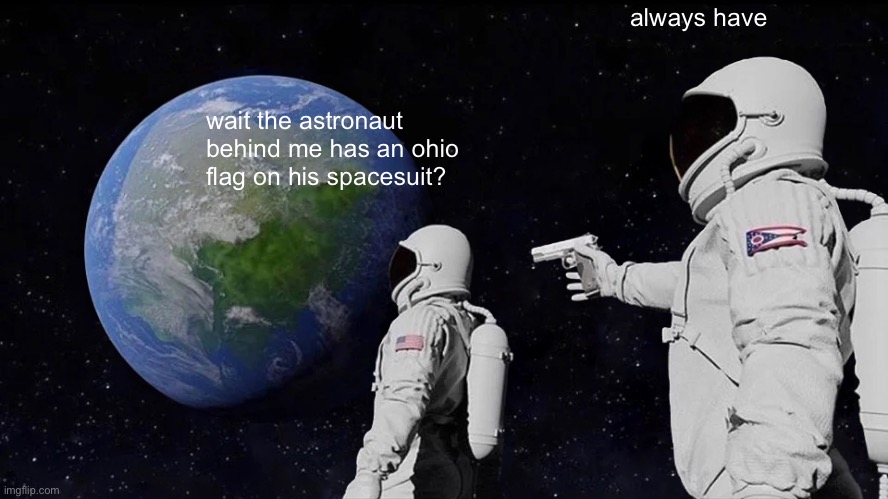 always have
wait the astronaut
behind me has an ohio
flag on his spacesuit?
imgflip.com